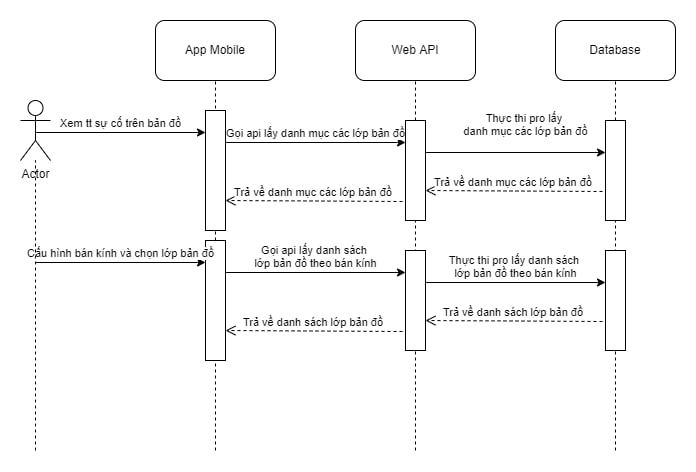 App Mobile
Web API
Database
Xem tt sự cố trên bản đồ
Gọi api lấy danh mục các lớp bản đồ
Thực thi pro lấy
danh mục các lớp bản đồ
Actor
Trả về danh mục các lớp bản đồ
Trả về danh mục các lớp bản đồ
Cấu hình bán kính và chọn lớp bản đồ
Gọi api lấy danh sách
lớp bản đồ theo bán kính
Thực thi pro lấy danh sách
lớp bản đồ theo bán kính
Trả về danh sách lớp bản đồ
Trả về danh sách lớp bản đồ